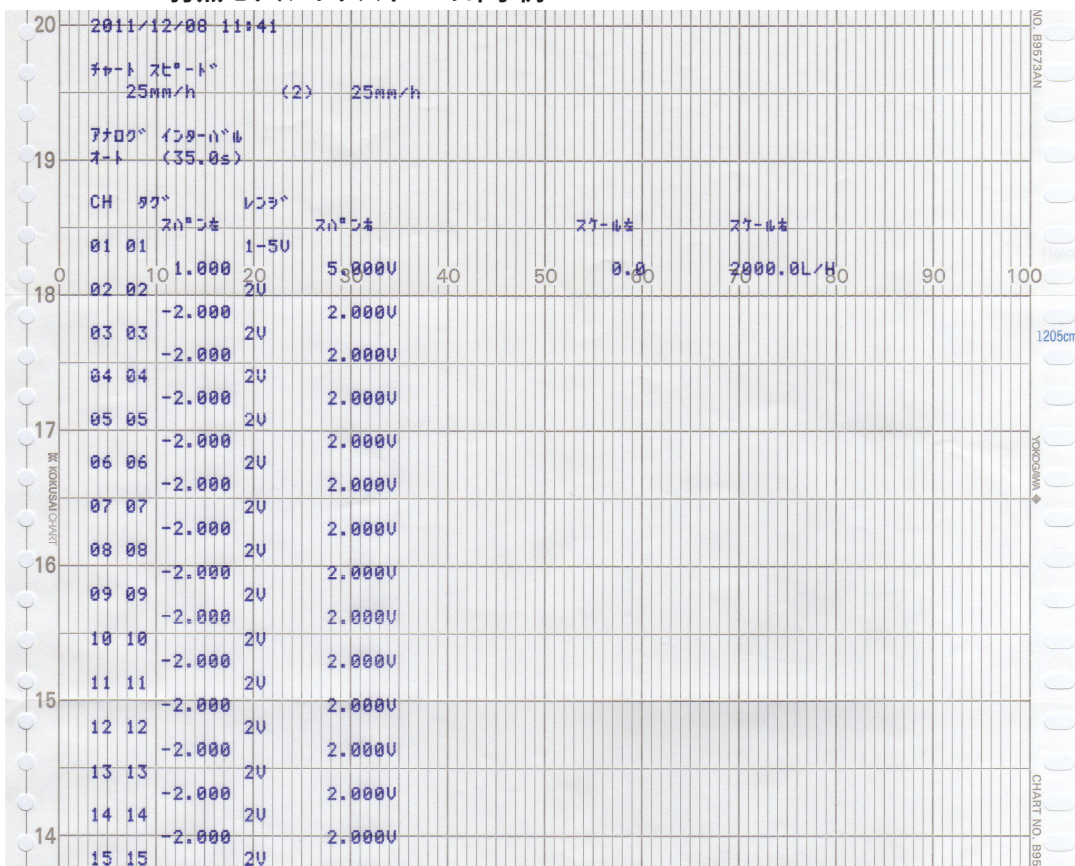 20
2011/12/08 11:41
NO. B9573AN
チャート スピード
25mm/h (2) 25mm/h
アナログ インターバル
19
オート (35.0s)
CH タグ レンジ
スパン左 スパン右 スケール左 スケール右
01 01 1-5V
1.000 5.000V 0.0 2000.0L/H
0 10 20 30 40 50 60 70 80 90 100
18
02 02 2V
-2.000 2.000V
03 03 2V
1205cm
-2.000 2.000V
04 04 2V
-2.000 2.000V
05 05 2V
17
-2.000 2.000V
06 06 2V
-2.000 2.000V
YOKOGAWA
KOKUSAI CHART
07 07 2V
-2.000 2.000V
08 08 2V
16
-2.000 2.000V
09 09 2V
-2.000 2.000V
10 10 2V
-2.000 2.000V
11 11 2V
15
-2.000 2.000V
12 12 2V
-2.000 2.000V
13 13 2V
-2.000 2.000V
14 14 2V
14
-2.000 2.000V
15 15 2V
CHART NO. B95